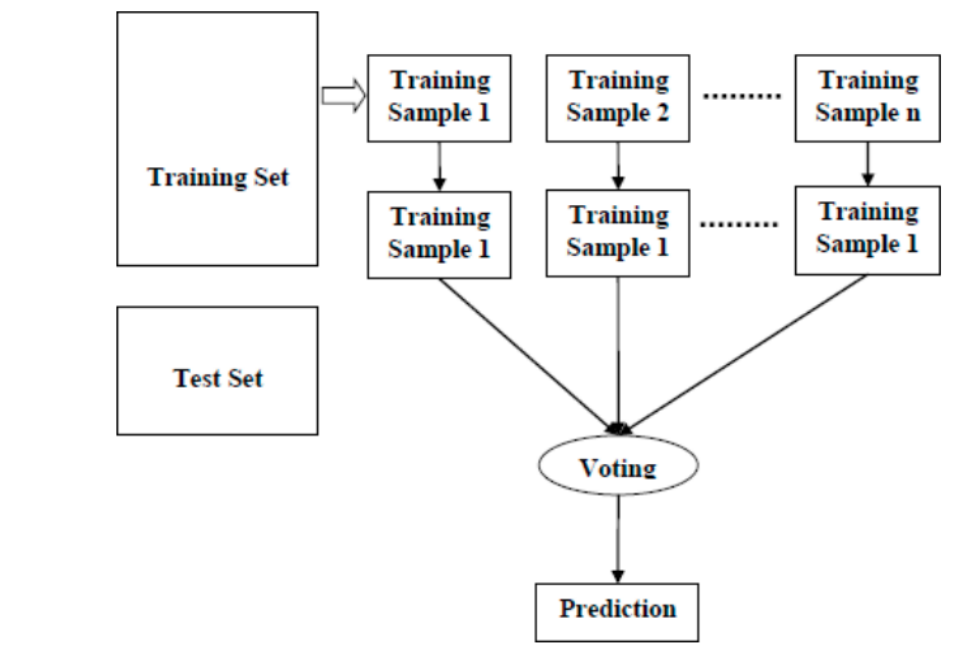 Training
Sample 1
Training
Sample 2
Training
Sample n
Training Set
Training
Sample 1
Training
Sample 1
Training
Sample 1
Test Set
Voting
Prediction